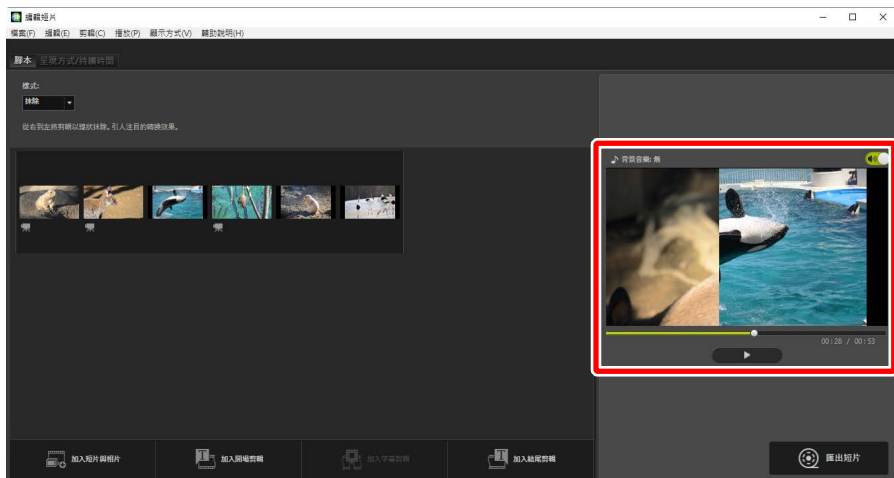 編輯短片
檔案(F) 編輯(E) 剪輯(C) 播放(P) 顯示方式(V) 輔助說明(H)
腳本 呈現方式/持續時間
樣式:
抹除
從右到左將剪輯以擦狀抹除。引人注目的轉換效果。
背景音樂: 無
00:28 / 00:53
加入短片與相片 加入開場剪輯 加入字幕剪輯 加入結尾剪輯 匯出短片